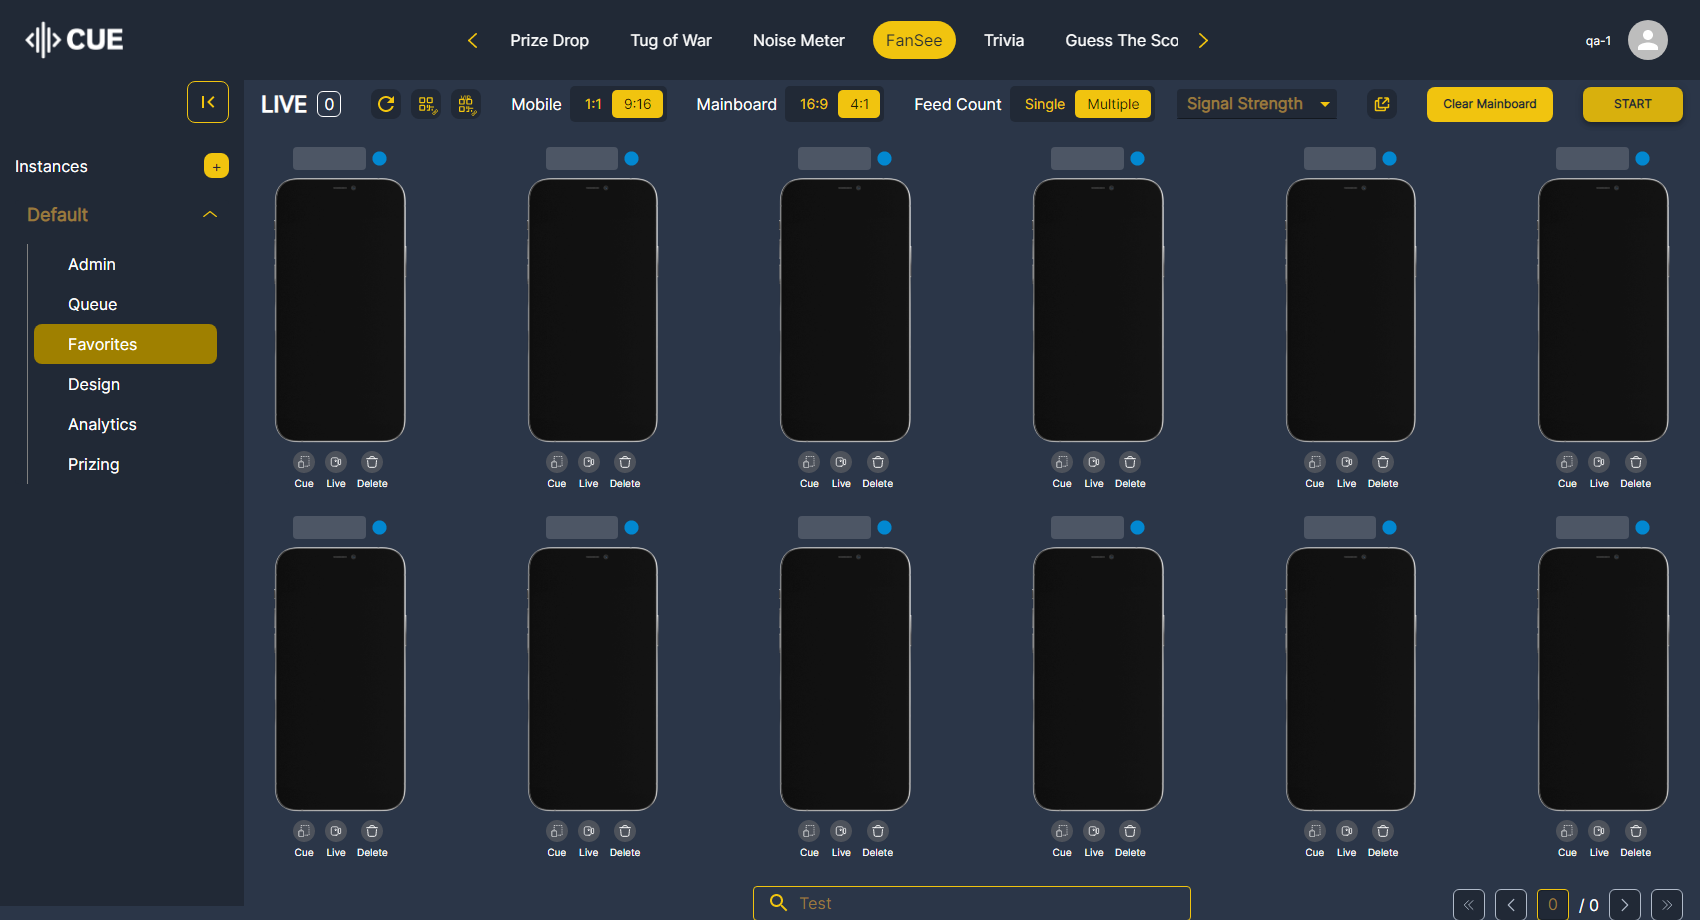 CUE
Prize Drop Tug of War Noise Meter FanSee Trivia Guess The Sco
qa-1
LIVE 0 Mobile 1:1 9:16 Mainboard 16:9 4:1 Feed Count Single Multiple Signal Strength Clear Mainboard START
Instances +
Default
Admin
Queue
Favorites
Design
Analytics
Prizing
Cue Live Delete Cue Live Delete Cue Live Delete Cue Live Delete Cue Live Delete Cue Live Delete
Cue Live Delete Cue Live Delete Cue Live Delete Cue Live Delete Cue Live Delete Cue Live Delete
Test
0 / 0